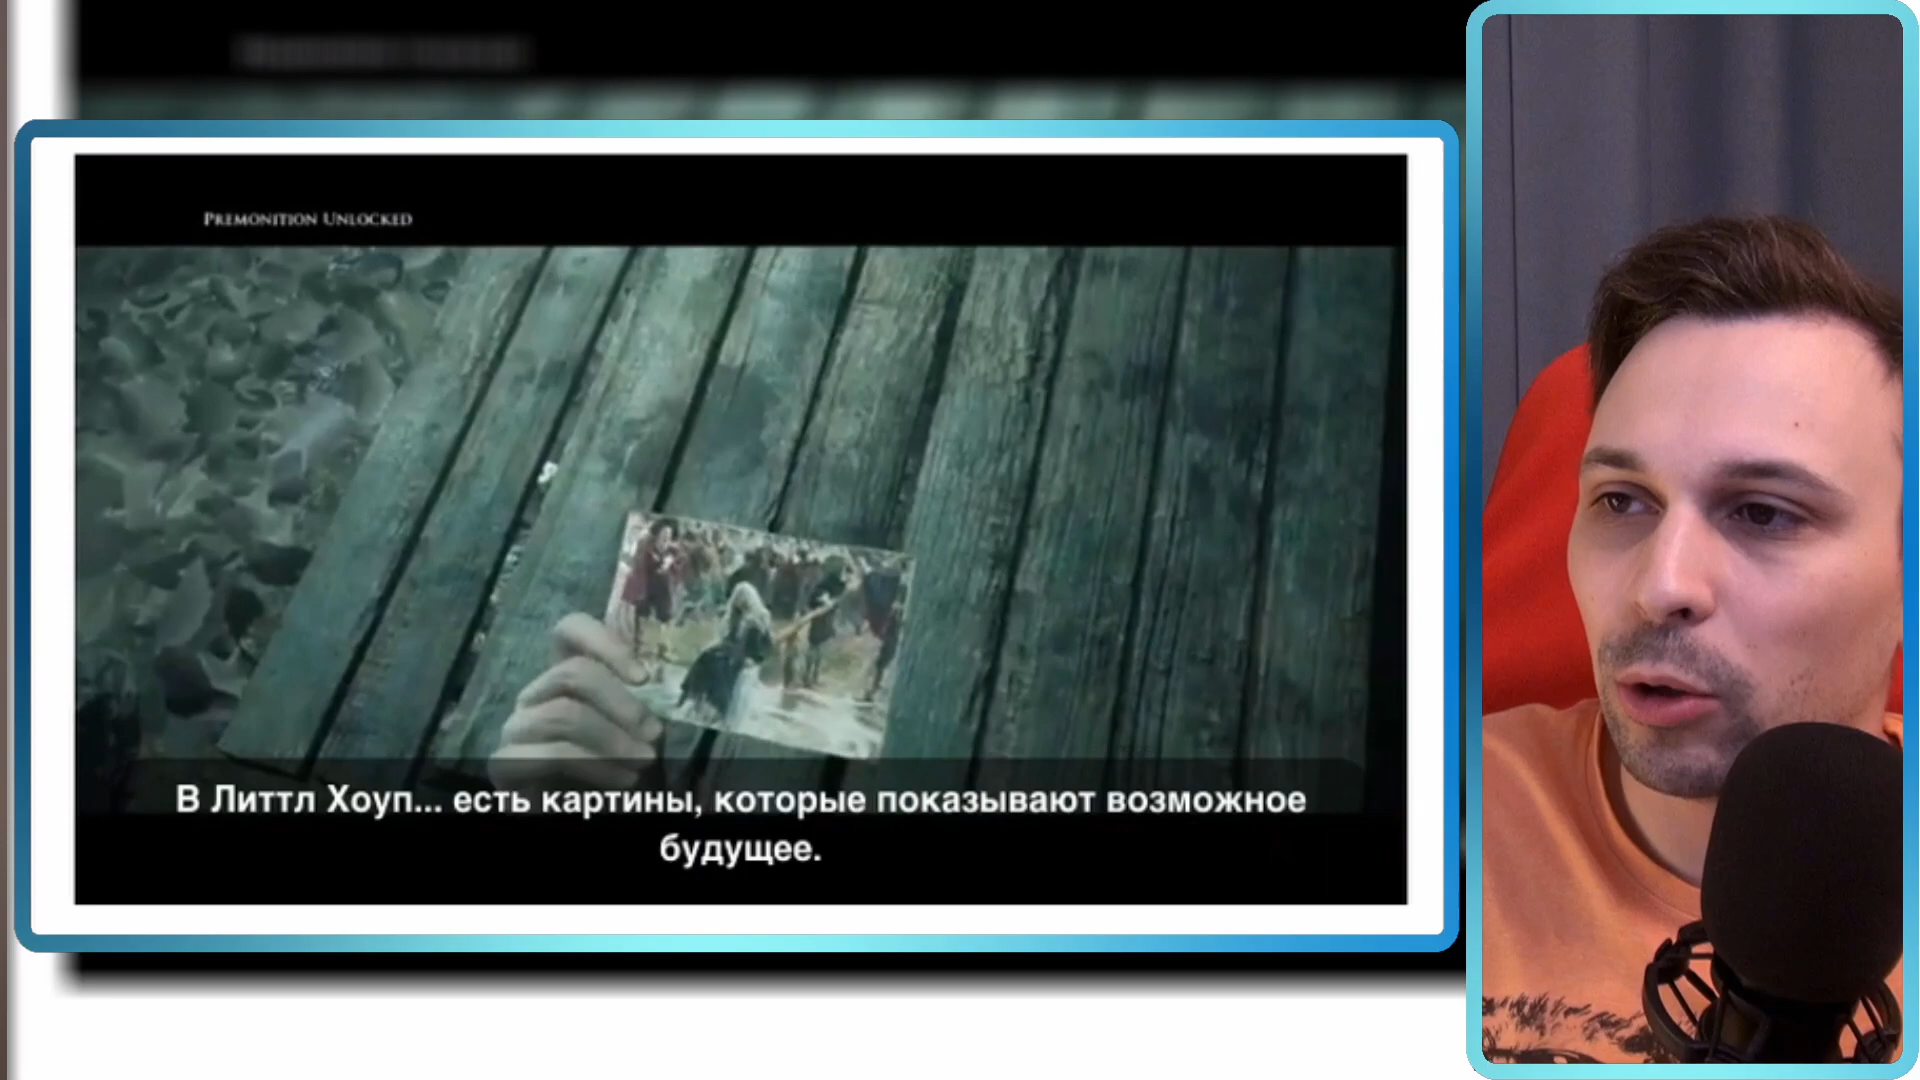 Premonition Unlocked
В Литтл Хоуп... есть картины, которые показывают возможное
будущее.